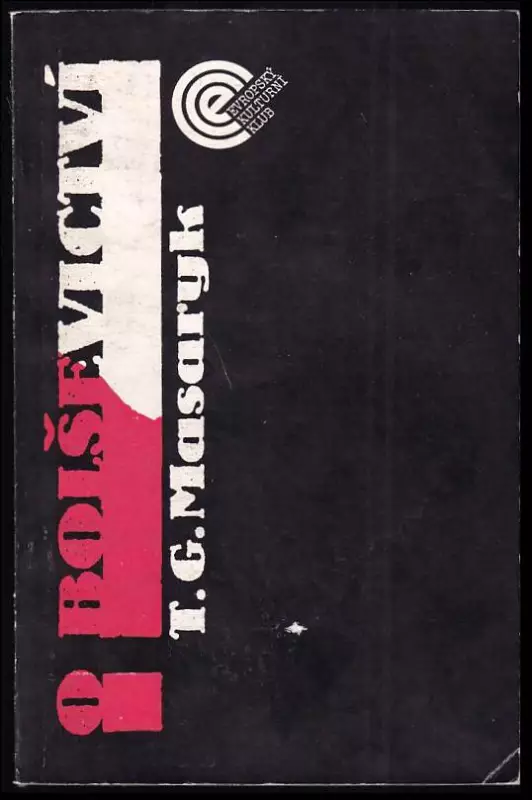 O BOLŠEVICTVÍ
T. G. Masaryk
EVROPSKÝ
KULTURNÍ
KLUB